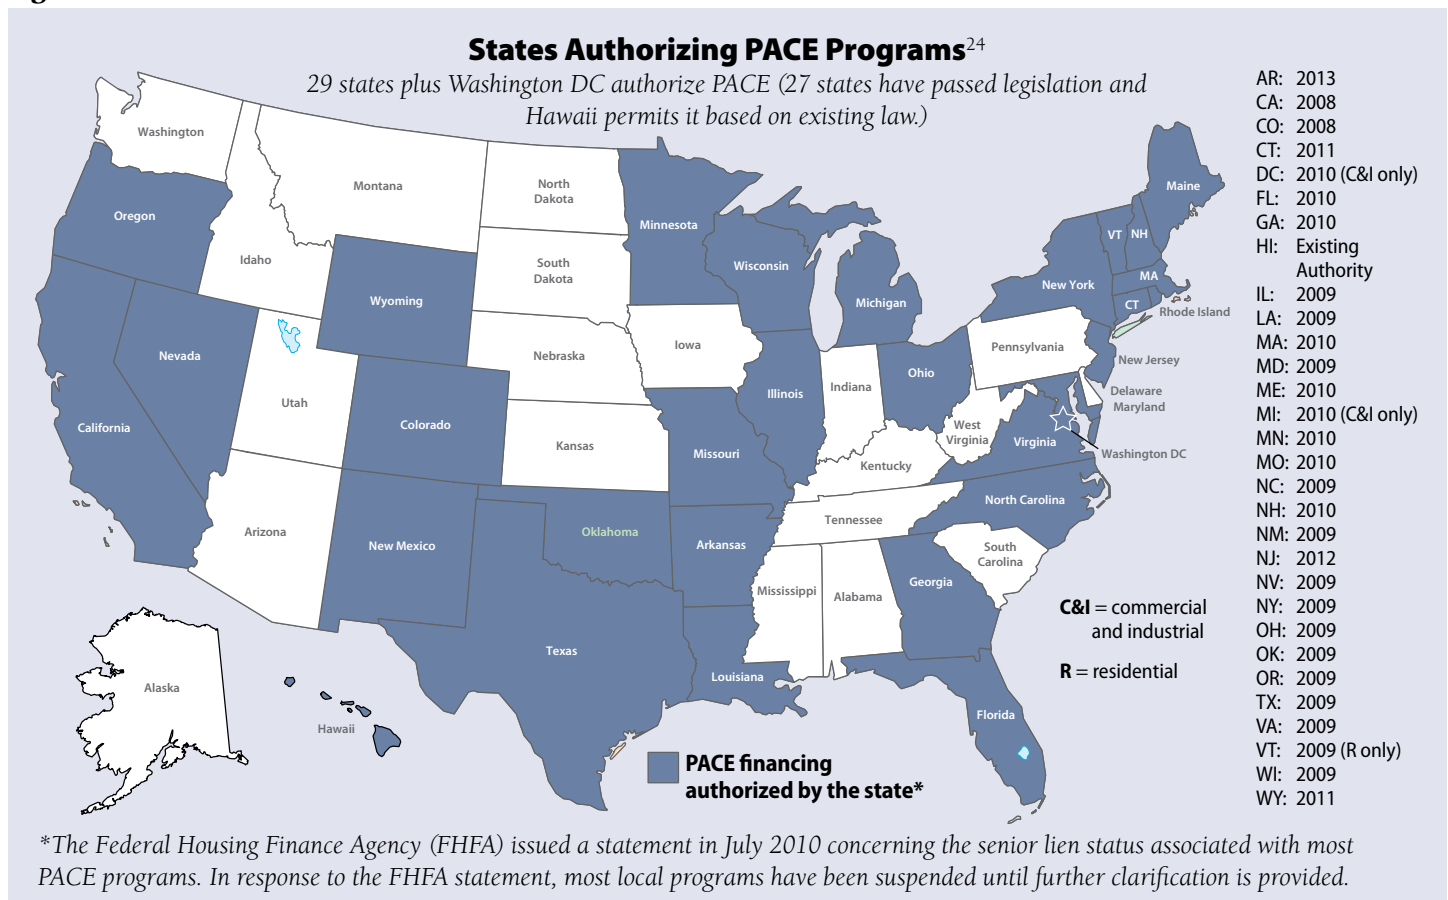 States Authorizing PACE Programs24
29 states plus Washington DC authorize PACE (27 states have passed legislation and
Hawaii permits it based on existing law.)
Washington
Montana
North
Dakota
Minnesota
Oregon
Idaho
South
Dakota
Wyoming
Wisconsin
Michigan
New York
VT
NH
Maine
MA
CT
Rhode Island
Nevada
Utah
Nebraska
Iowa
Illinois
Indiana
Ohio
Pennsylvania
New Jersey
Delaware
Maryland
California
Colorado
Kansas
Missouri
West
Virginia
Virginia
Kentucky
Washington DC
Arizona
New Mexico
Oklahoma
Arkansas
Tennessee
North Carolina
South
Carolina
Mississippi
Alabama
Georgia
Texas
Louisiana
Florida
Alaska
Hawaii
C&I = commercial
and industrial
R = residential
PACE financing
authorized by the state*
AR: 2013
CA: 2008
CO: 2008
CT: 2011
DC: 2010 (C&I only)
FL: 2010
GA: 2010
HI: Existing
Authority
IL: 2009
LA: 2009
MA: 2010
MD: 2009
ME: 2010
MI: 2010 (C&I only)
MN: 2010
MO: 2010
NC: 2009
NH: 2010
NM: 2009
NJ: 2012
NV: 2009
NY: 2009
OH: 2009
OK: 2009
OR: 2009
TX: 2009
VA: 2009
VT: 2009 (R only)
WI: 2009
WY: 2011
*The Federal Housing Finance Agency (FHFA) issued a statement in July 2010 concerning the senior lien status associated with most
PACE programs. In response to the FHFA statement, most local programs have been suspended until further clarification is provided.